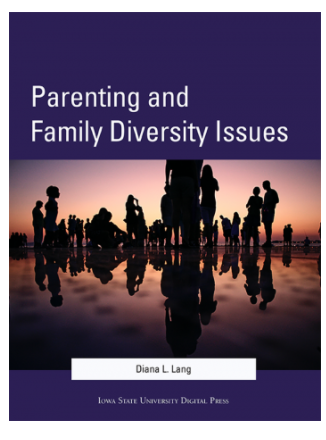 Parenting and
Family Diversity Issues
Diana L. Lang
Iowa State University Digital Press